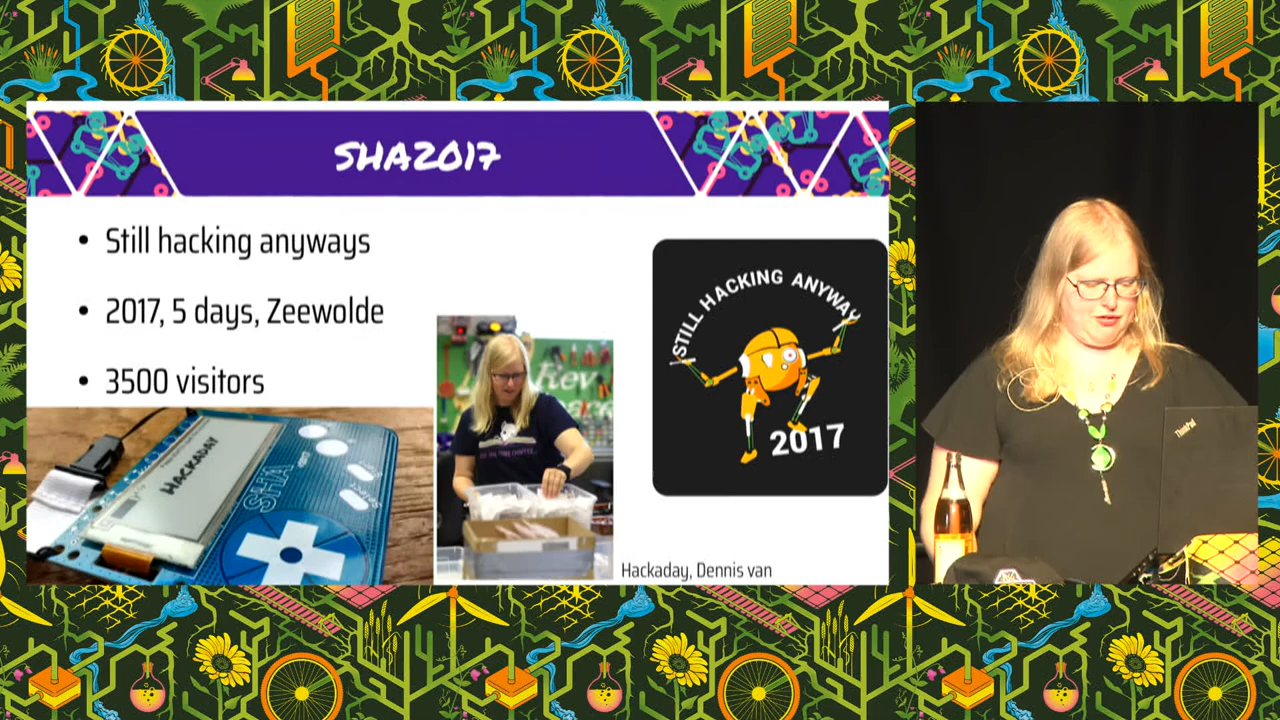 SHA2017
• Still hacking anyways
• 2017, 5 days, Zeewolde
• 3500 visitors
STILL HACKING ANYWAY
2017
HACKADAY
SHA
Hackaday, Dennis van
ThinkPad